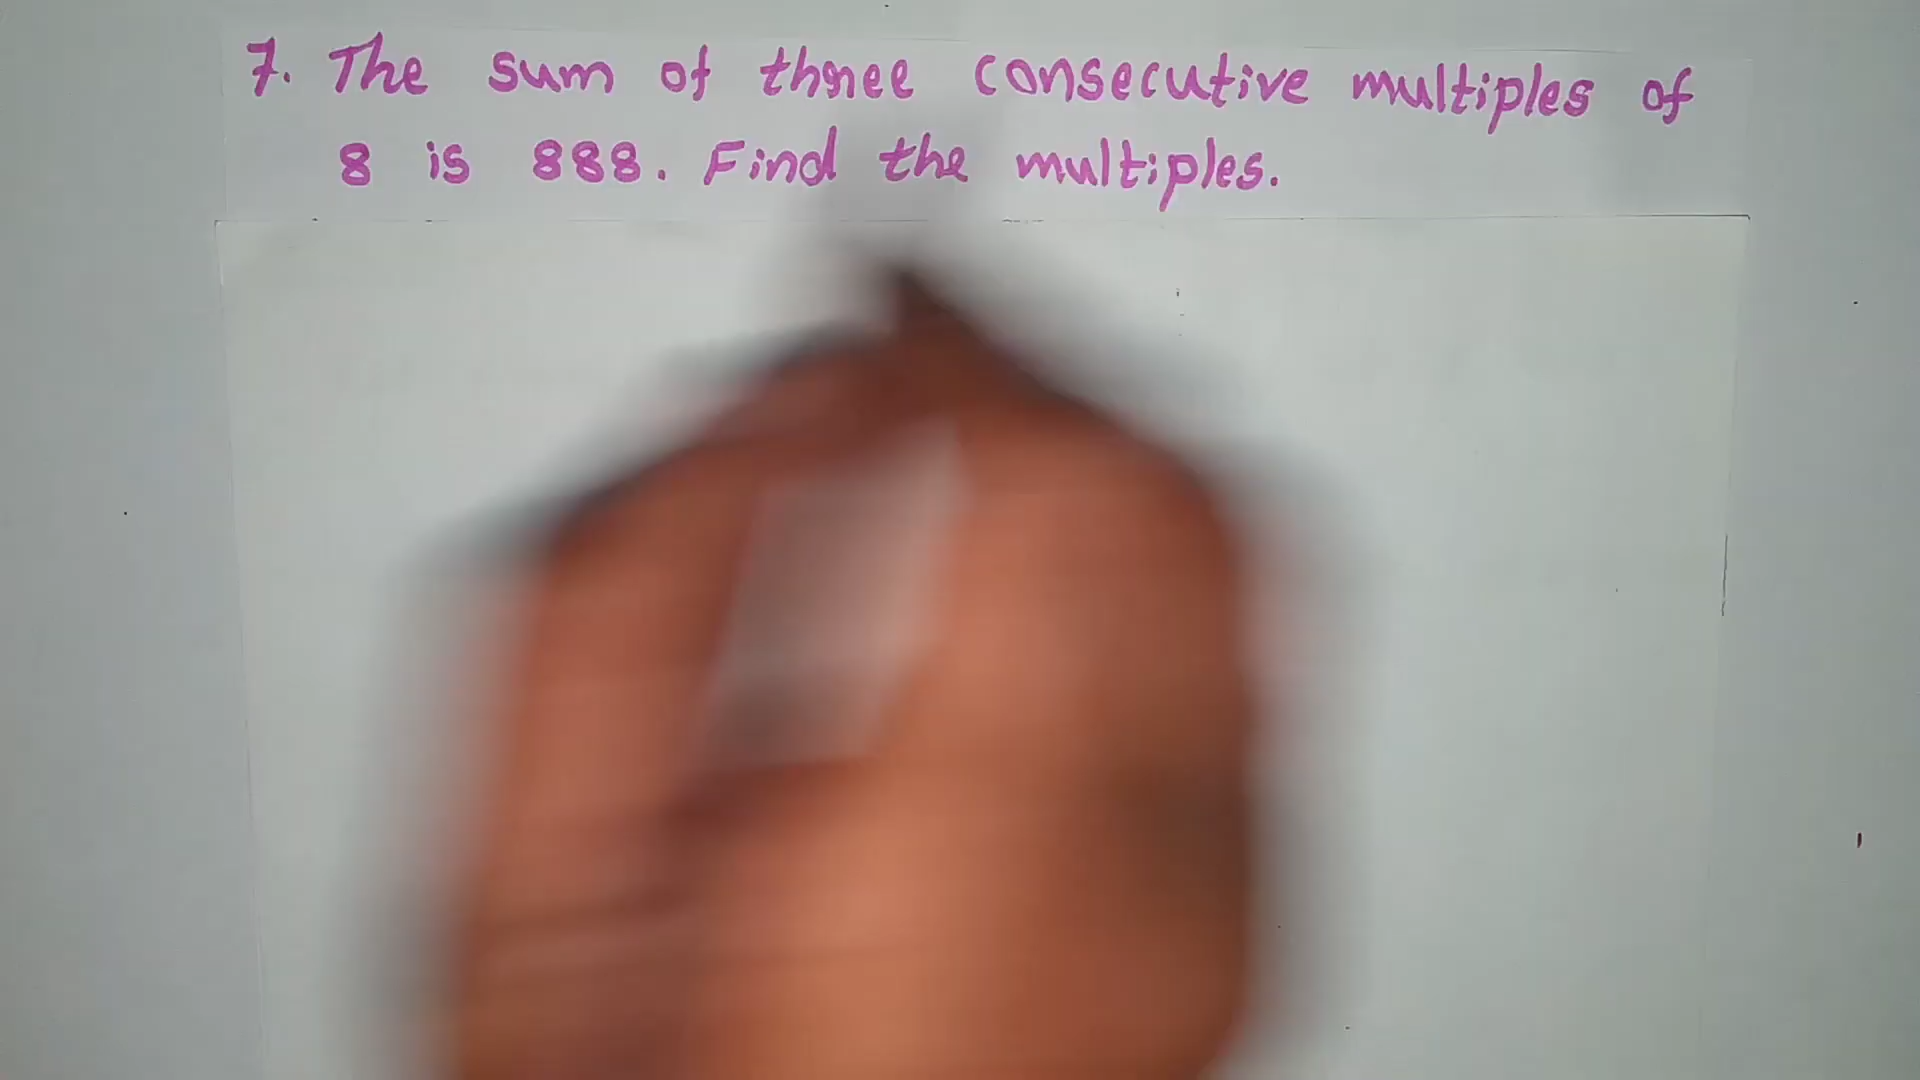 7. The sum of three consecutive multiples of
8 is 888. Find the multiples.